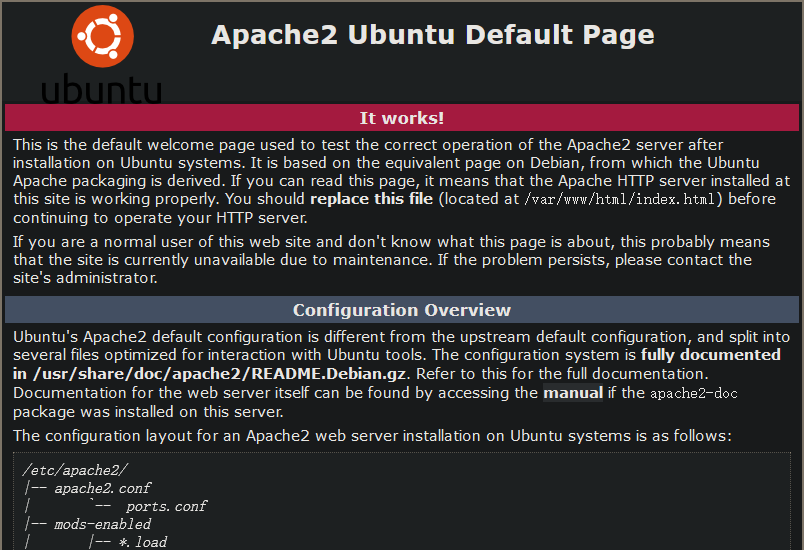 Apache2 Ubuntu Default Page
ubuntu
It works!
This is the default welcome page used to test the correct operation of the Apache2 server after
installation on Ubuntu systems. It is based on the equivalent page on Debian, from which the Ubuntu
Apache packaging is derived. If you can read this page, it means that the Apache HTTP server installed at
this site is working properly. You should replace this file (located at /var/www/html/index.html) before
continuing to operate your HTTP server.
If you are a normal user of this web site and don't know what this page is about, this probably means
that the site is currently unavailable due to maintenance. If the problem persists, please contact the
site's administrator.
Configuration Overview
Ubuntu's Apache2 default configuration is different from the upstream default configuration, and split into
several files optimized for interaction with Ubuntu tools. The configuration system is fully documented
in /usr/share/doc/apache2/README.Debian.gz. Refer to this for the full documentation.
Documentation for the web server itself can be found by accessing the manual if the apache2-doc
package was installed on this server.
The configuration layout for an Apache2 web server installation on Ubuntu systems is as follows:
/etc/apache2/
|-- apache2.conf
|       `--  ports.conf
|-- mods-enabled
|       |-- *.load